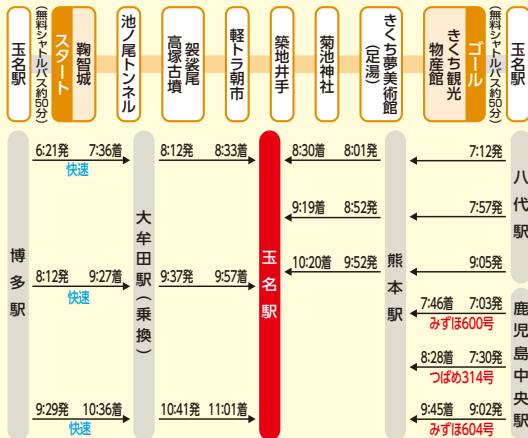 玉名駅
（無料シャトルバス約50分）
スタート
鞠智城
池ノ尾トンネル
袈裟尾
高塚古墳
軽トラ朝市
築地井手
菊池神社
きくち夢美術館
（足湯）
きくち観光
物産館
ゴール
（無料シャトルバス約50分）
玉名駅
博多駅
6:21発 7:36着
快速
8:12発 9:27着
快速
9:29発 10:36着
快速
大牟田駅（乗換）
8:12発 8:33着
9:37発 9:57着
10:41発 11:01着
玉名駅
8:30着 8:01発
9:19着 8:52発
10:20着 9:52発
熊本駅
7:12発
7:57発
9:05発
八代駅
7:46着 7:03発
みずほ600号
8:28着 7:30発
つばめ314号
9:45着 9:02発
みずほ604号
鹿児島中央駅